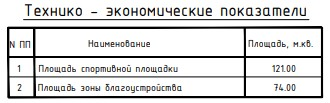 Технико - экономические показатели
N ПП Наименование Площадь, м.кв.
1 Площадь спортивной площадки 121.00
2 Площадь зоны благоустройства 74.00